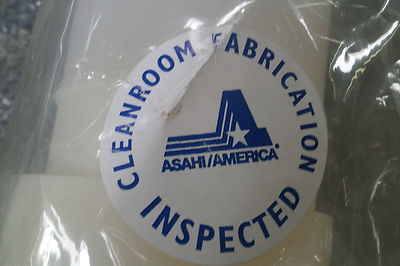 CLEANROOM FABRICATION
ASAHI/AMERICA®
INSPECTED